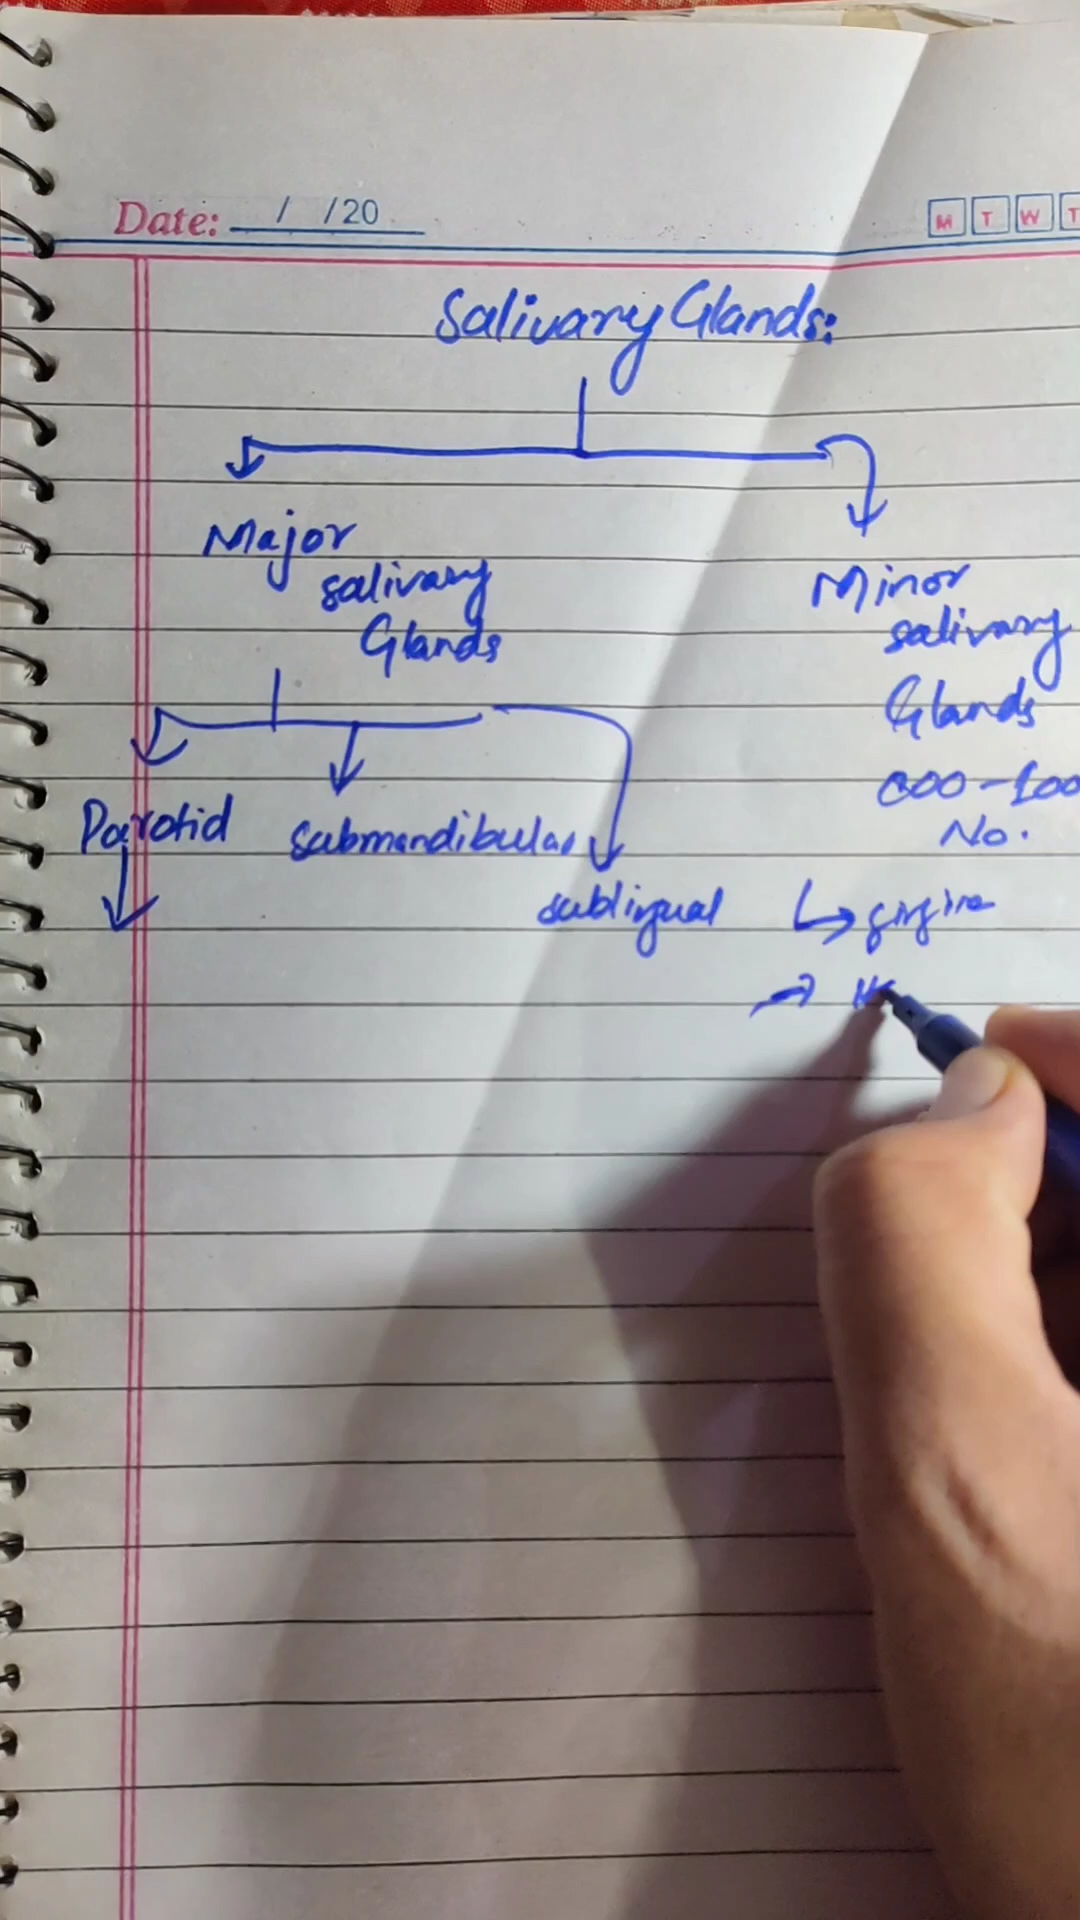 Date: / /20
M T W T
Salivary Glands:
Major
salivary
Glands
Minor
salivary
Glands
No.
Parotid
submandibular
sublingual